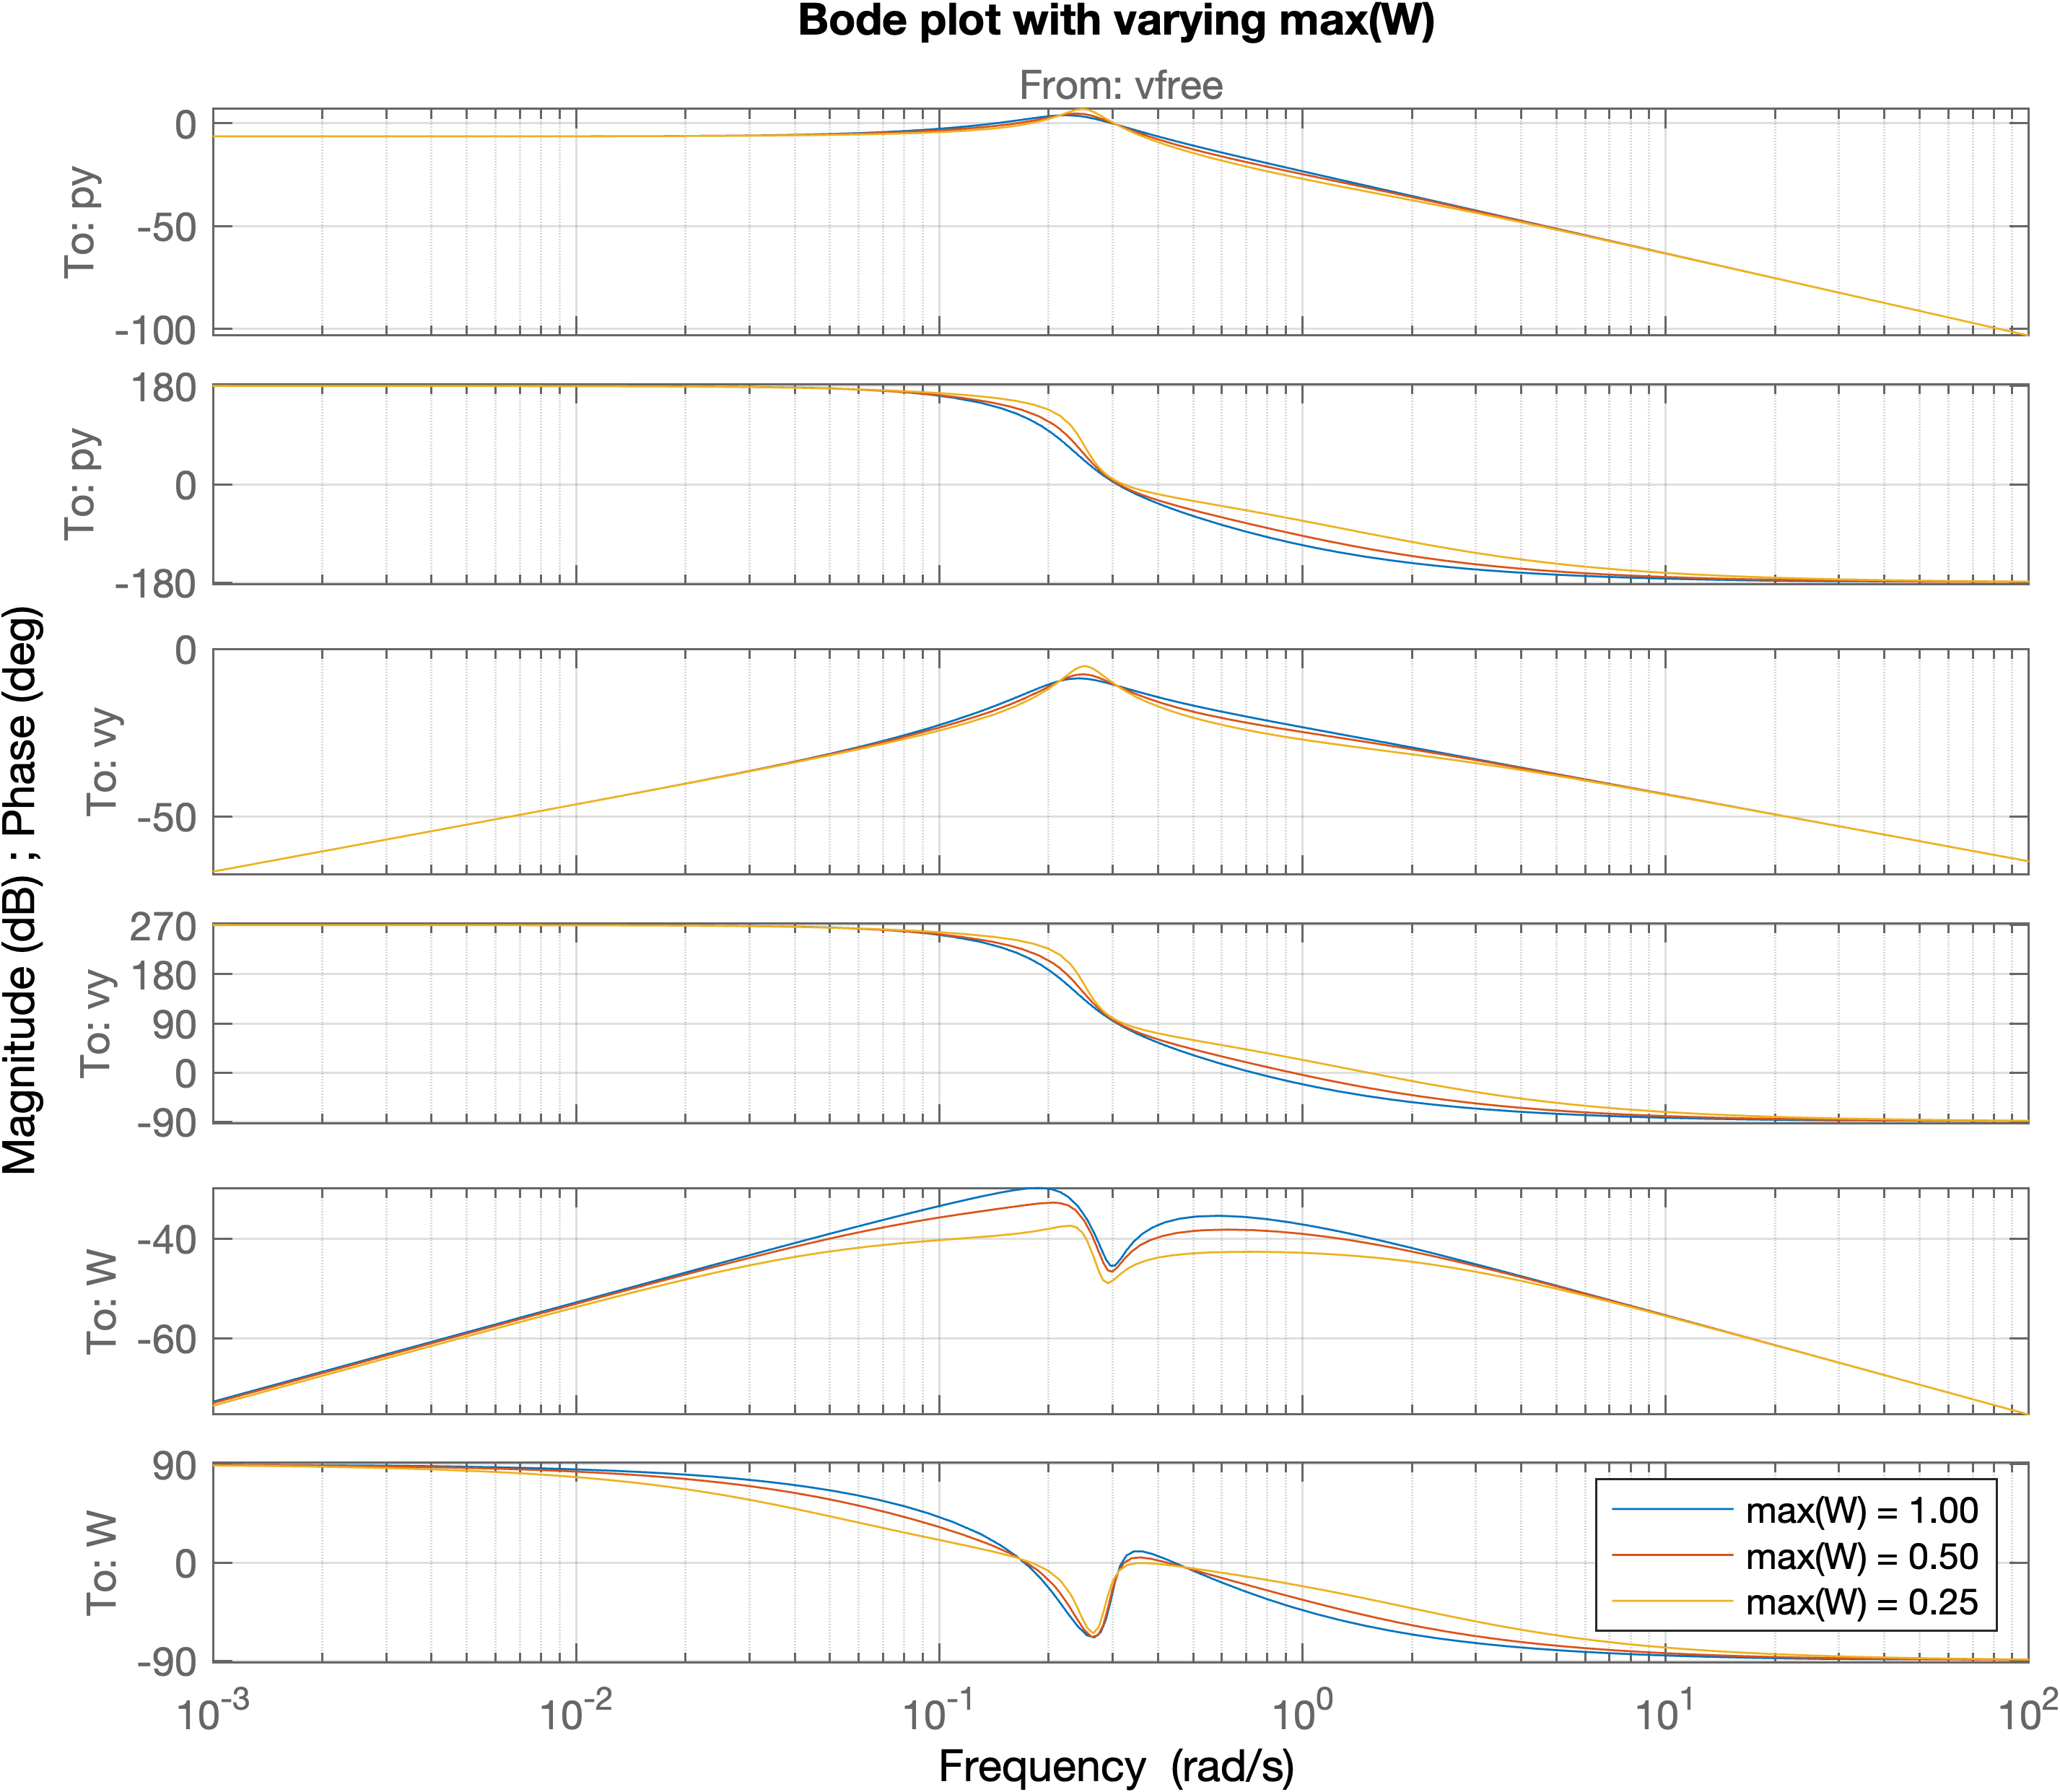 Bode plot with varying max(W)
From: vfree
Magnitude (dB) ; Phase (deg)
To: py
0
-50
-100
To: py
180
0
-180
To: vy
0
-50
To: vy
270
180
90
0
-90
To: W
-40
-60
To: W
90
0
-90
max(W) = 1.00
max(W) = 0.50
max(W) = 0.25
10^-3 10^-2 10^-1 10^0 10^1 10^2
Frequency (rad/s)